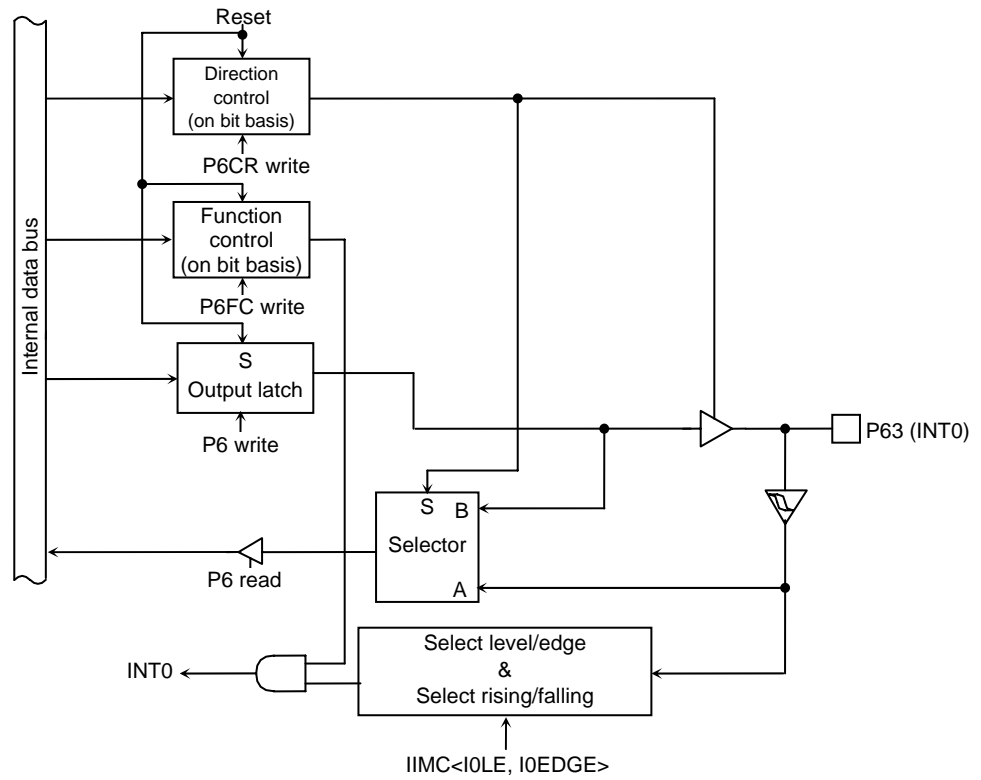 Reset
Direction
control
(on bit basis)
P6CR write
Function
control
(on bit basis)
P6FC write
Internal data bus
S
Output latch
P6 write
P63 (INT0)
S
B
Selector
A
P6 read
Select level/edge
&
Select rising/falling
INT0
IIMC<I0LE, I0EDGE>